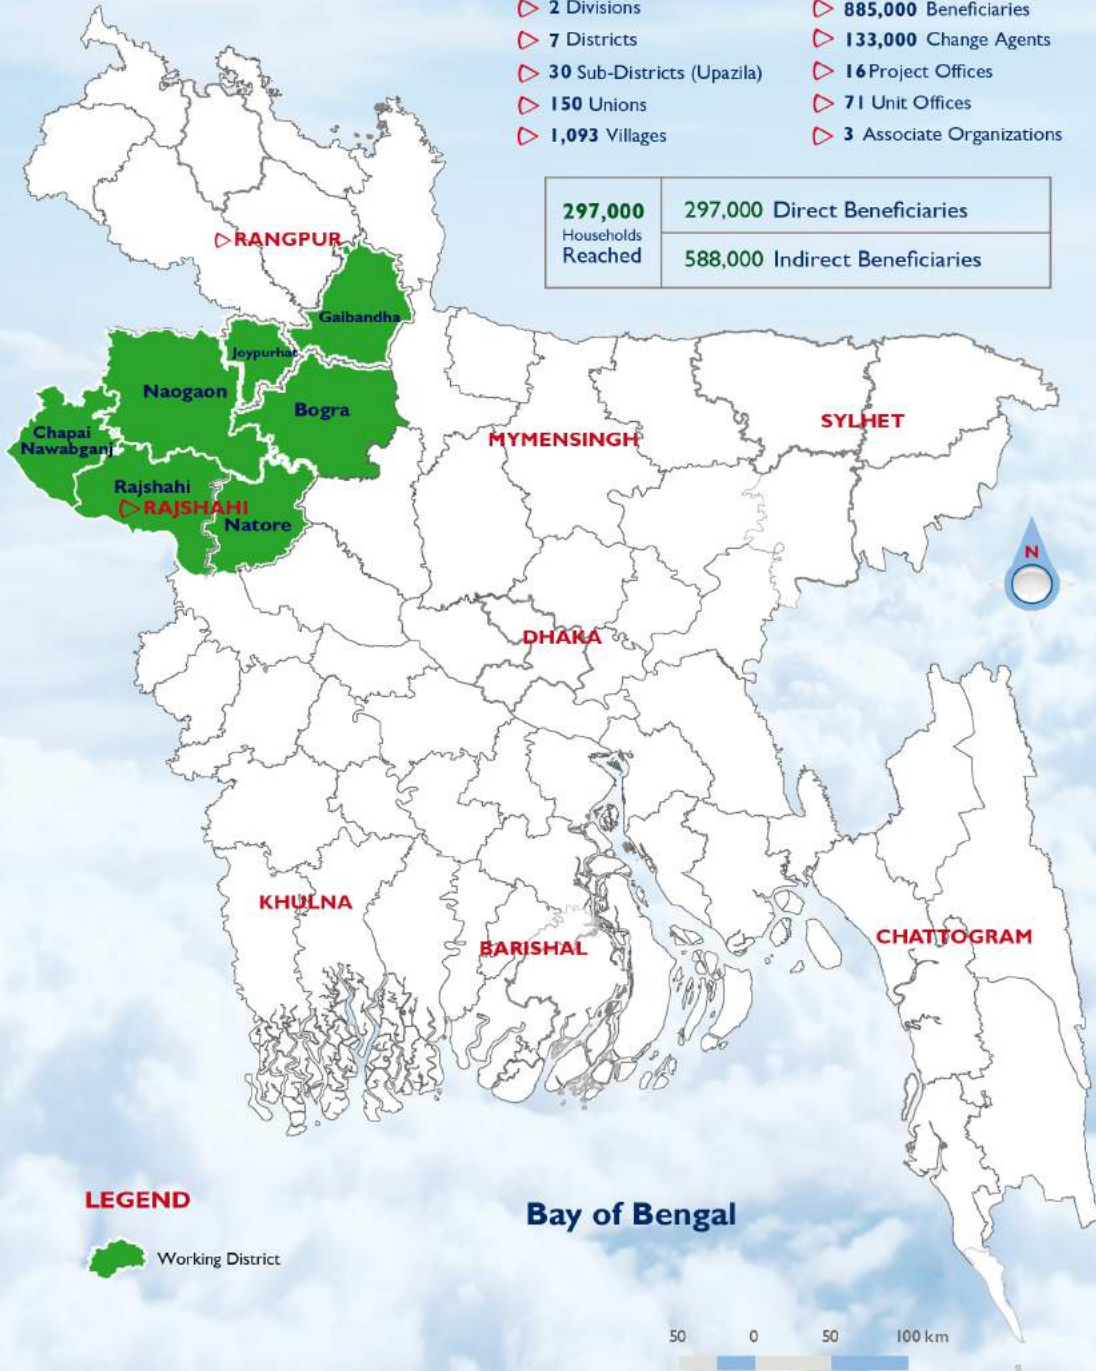 2 Divisions
7 Districts
30 Sub-Districts (Upazila)
150 Unions
1,093 Villages
885,000 Beneficiaries
133,000 Change Agents
16 Project Offices
71 Unit Offices
3 Associate Organizations
297,000
Households
Reached
297,000 Direct Beneficiaries
588,000 Indirect Beneficiaries
RANGPUR
Gaibandha
Joypurhat
Naogaon
Bogra
Chapai
Nawabganj
Rajshahi
RAJSHAHI
Natore
MYMENSINGH
SYLHET
N
DHAKA
KHULNA
BARISHAL
CHATTOGRAM
LEGEND
Working District
Bay of Bengal
50 0 50 100 km